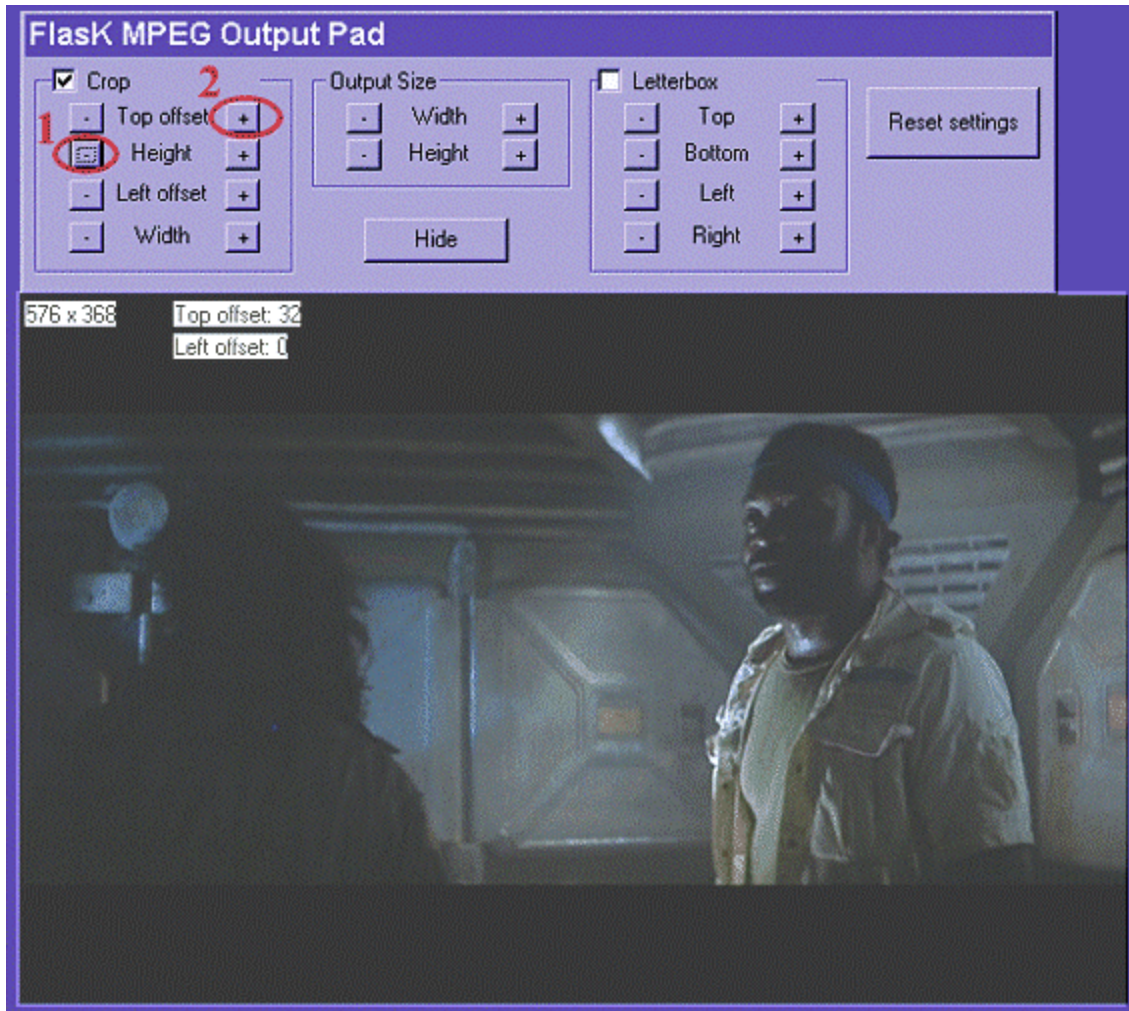 FlasK MPEG Output Pad
Crop
2
Output Size
Letterbox
- Top offset +
- Width +
- Top +
Reset settings
1
- Height +
- Height +
- Bottom +
- Left offset +
- Left +
- Width +
Hide
- Right +
576 x 368
Top offset: 32
Left offset: 0